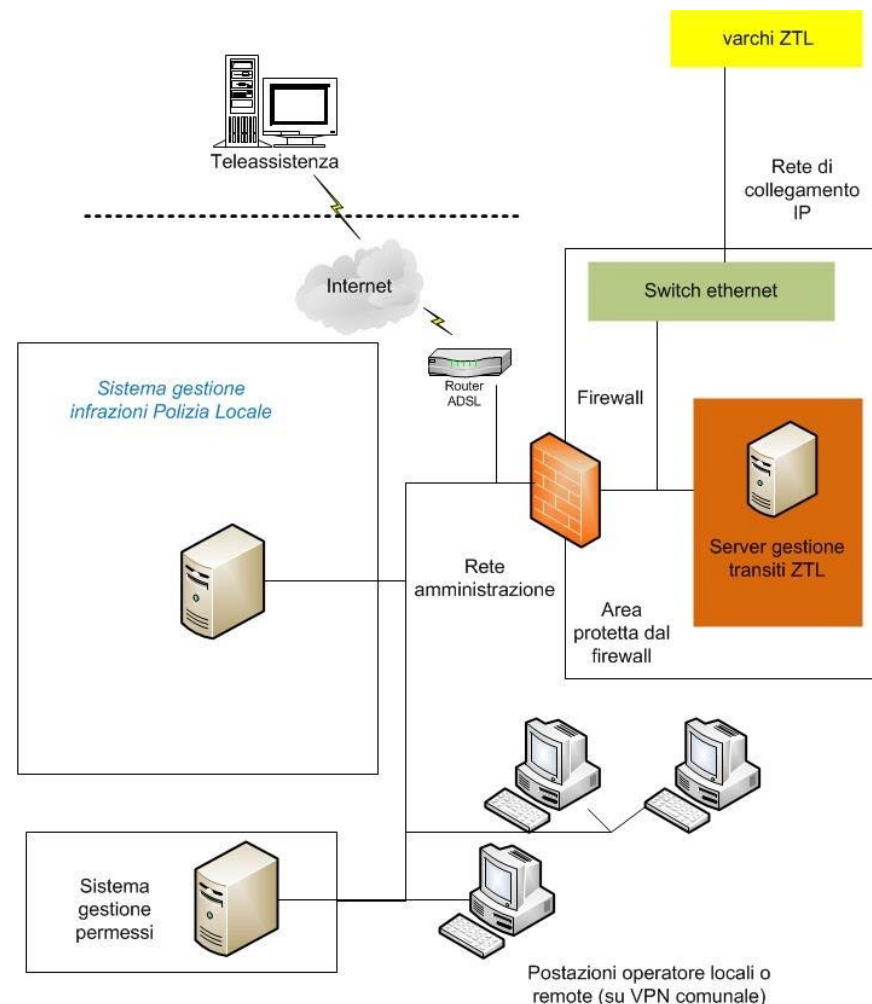 varchi ZTL
Teleassistenza
Rete di
collegamento
IP
Internet
Switch ethernet
Router
ADSL
Sistema gestione
infrazioni Polizia Locale
Firewall
Server gestione
transiti ZTL
Rete
amministrazione
Area
protetta dal
firewall
Sistema
gestione
permessi
Postazioni operatore locali o
remote (su VPN comunale)